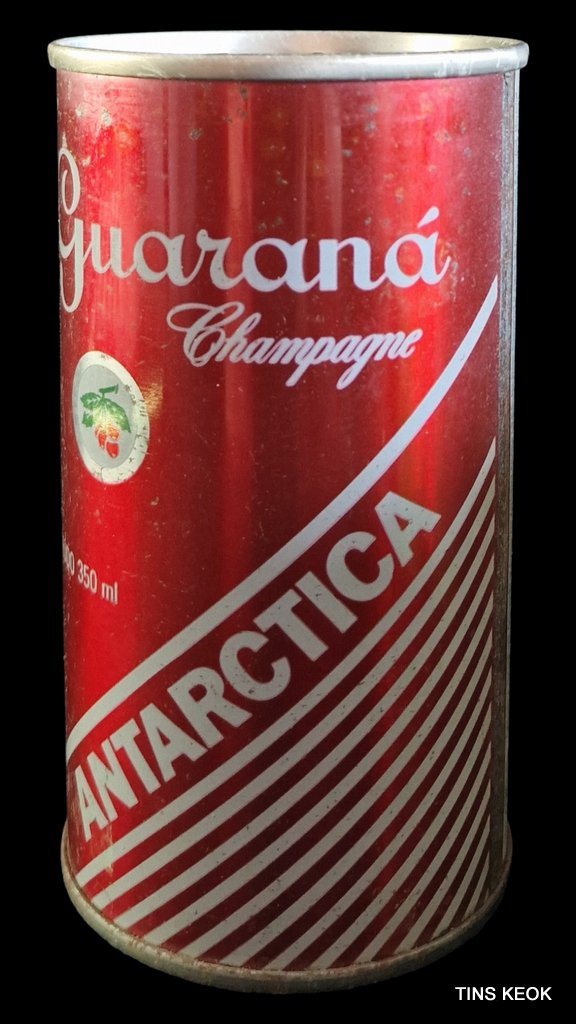 Guaraná
Champagne
350 ml
ANTARCTICA
TINS KEOK